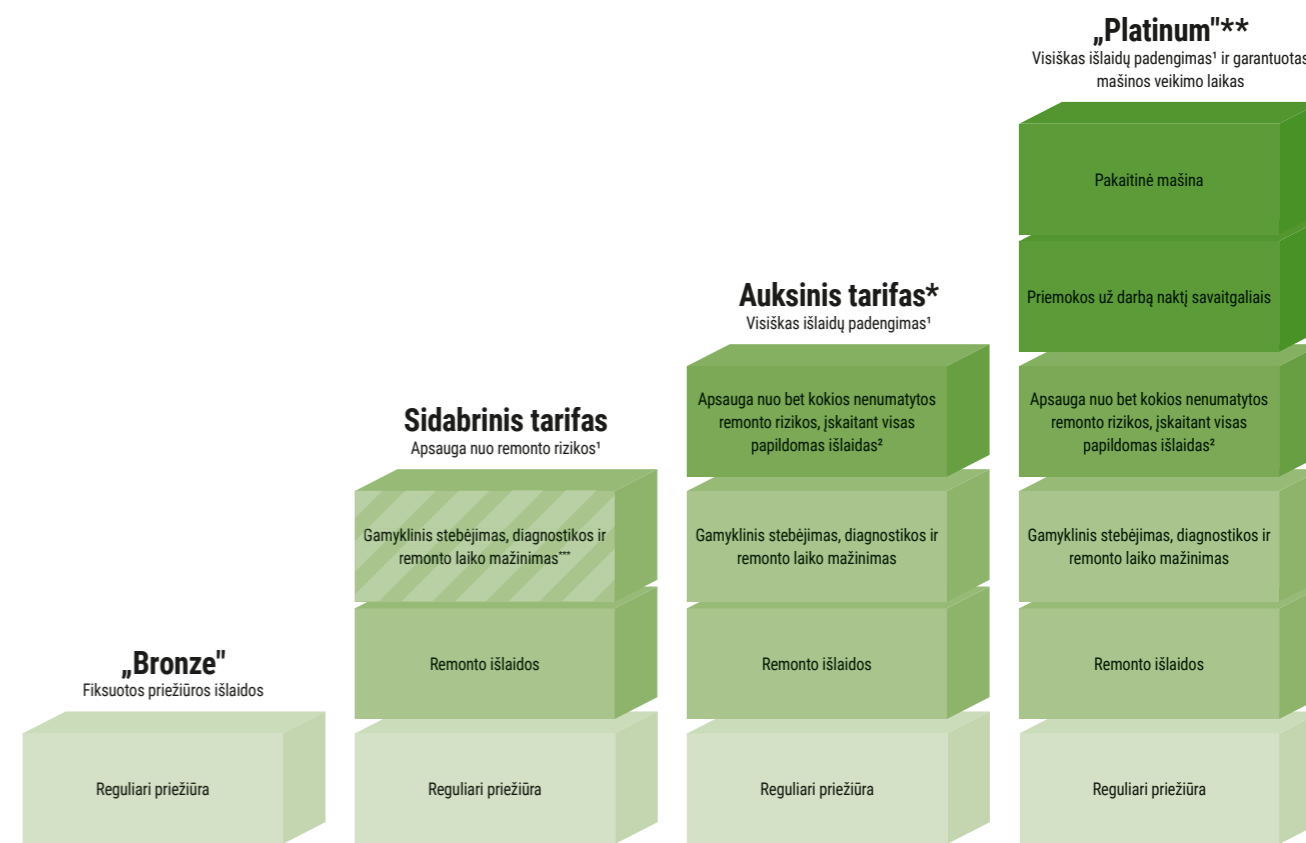 „Bronze"
Fiksuotos priežiūros išlaidos
Reguliari priežiūra
Sidabrinis tarifas
Apsauga nuo remonto rizikos¹
Gamyklinis stebėjimas, diagnostikos ir
remonto laiko mažinimas***
Remonto išlaidos
Reguliari priežiūra
Auksinis tarifas*
Visiškas išlaidų padengimas¹
Apsauga nuo bet kokios nenumatytos
remonto rizikos, įskaitant visas
papildomas išlaidas²
Gamyklinis stebėjimas, diagnostikos ir
remonto laiko mažinimas
Remonto išlaidos
Reguliari priežiūra
„Platinum"**
Visiškas išlaidų padengimas¹ ir garantuotas
mašinos veikimo laikas
Pakaitinė mašina
Priemokos už darbą naktį savaitgaliais
Apsauga nuo bet kokios nenumatytos
remonto rizikos, įskaitant visas
papildomas išlaidas²
Gamyklinis stebėjimas, diagnostikos ir
remonto laiko mažinimas
Remonto išlaidos
Reguliari priežiūra